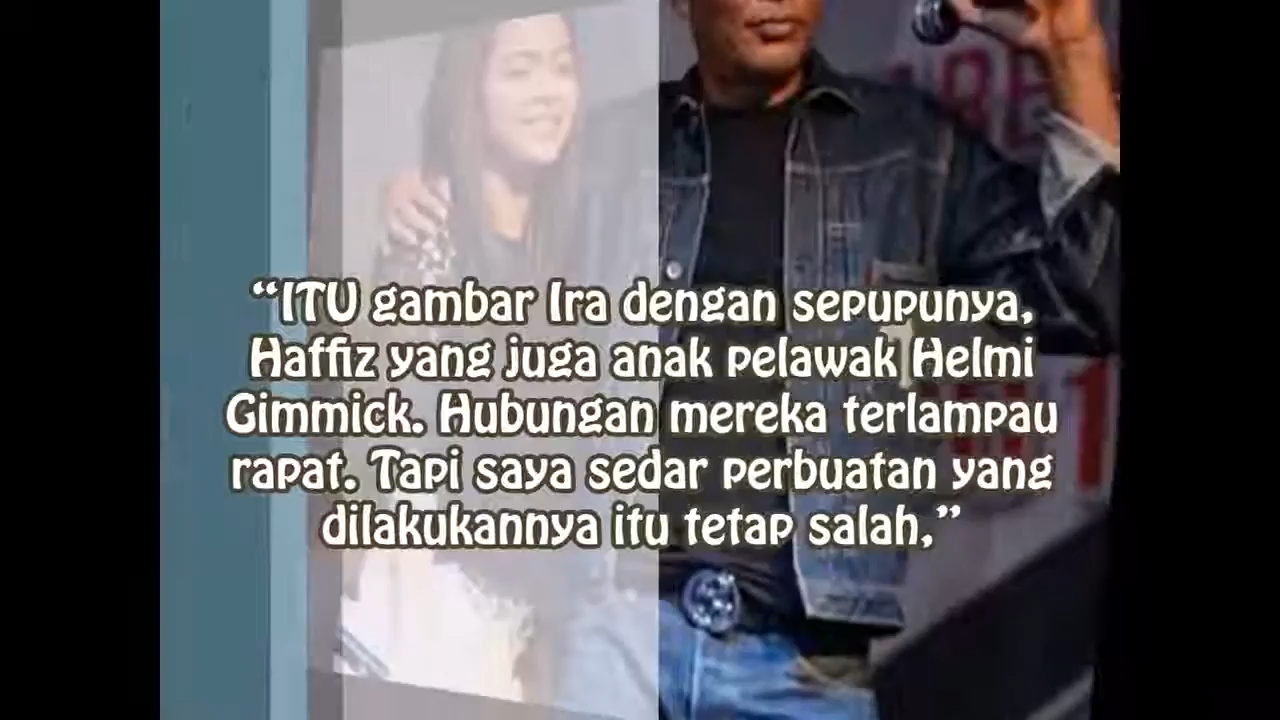 “ITU gambar Ira dengan sepupunya,
Haffiz yang juga anak pelawak Helmi
Gimmick. Hubungan mereka terlampau
rapat. Tapi saya sedar perbuatan yang
dilakukannya itu tetap salah,”